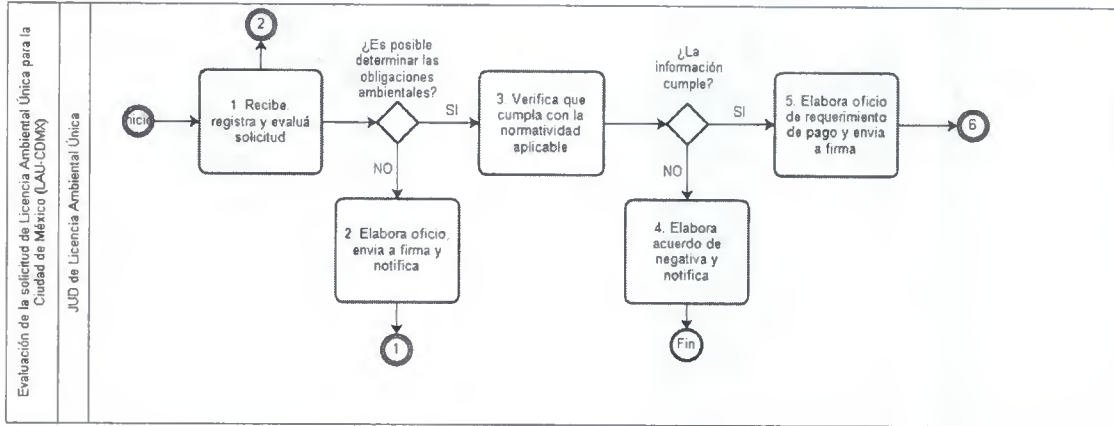 Evaluación de la solicitud de Licencia Ambiental Única para la
Ciudad de México (LAU-CDMX)
JUD de Licencia Ambiental Única
Inicio
1 Recibe,
registra y evaluá
solicitud
2
¿Es posible
determinar las
obligaciones
ambientales?
SI
NO
2 Elabora oficio,
envia a firma y
notifica
1
3. Verifica que
cumpla con la
normatividad
aplicable
¿La
información
cumple?
SI
NO
4. Elabora
acuerdo de
negativa y
notifica
Fin
5. Elabora oficio
de requerimiento
de pago y envia
a firma
6